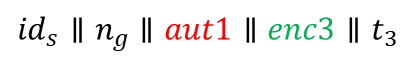 id_s ∥ n_g ∥ aut1 ∥ enc3 ∥ t_3